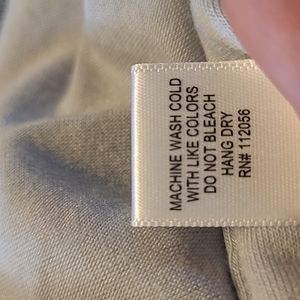 MACHINE WASH COLD
WITH LIKE COLORS
DO NOT BLEACH
HANG DRY
RN# 112056